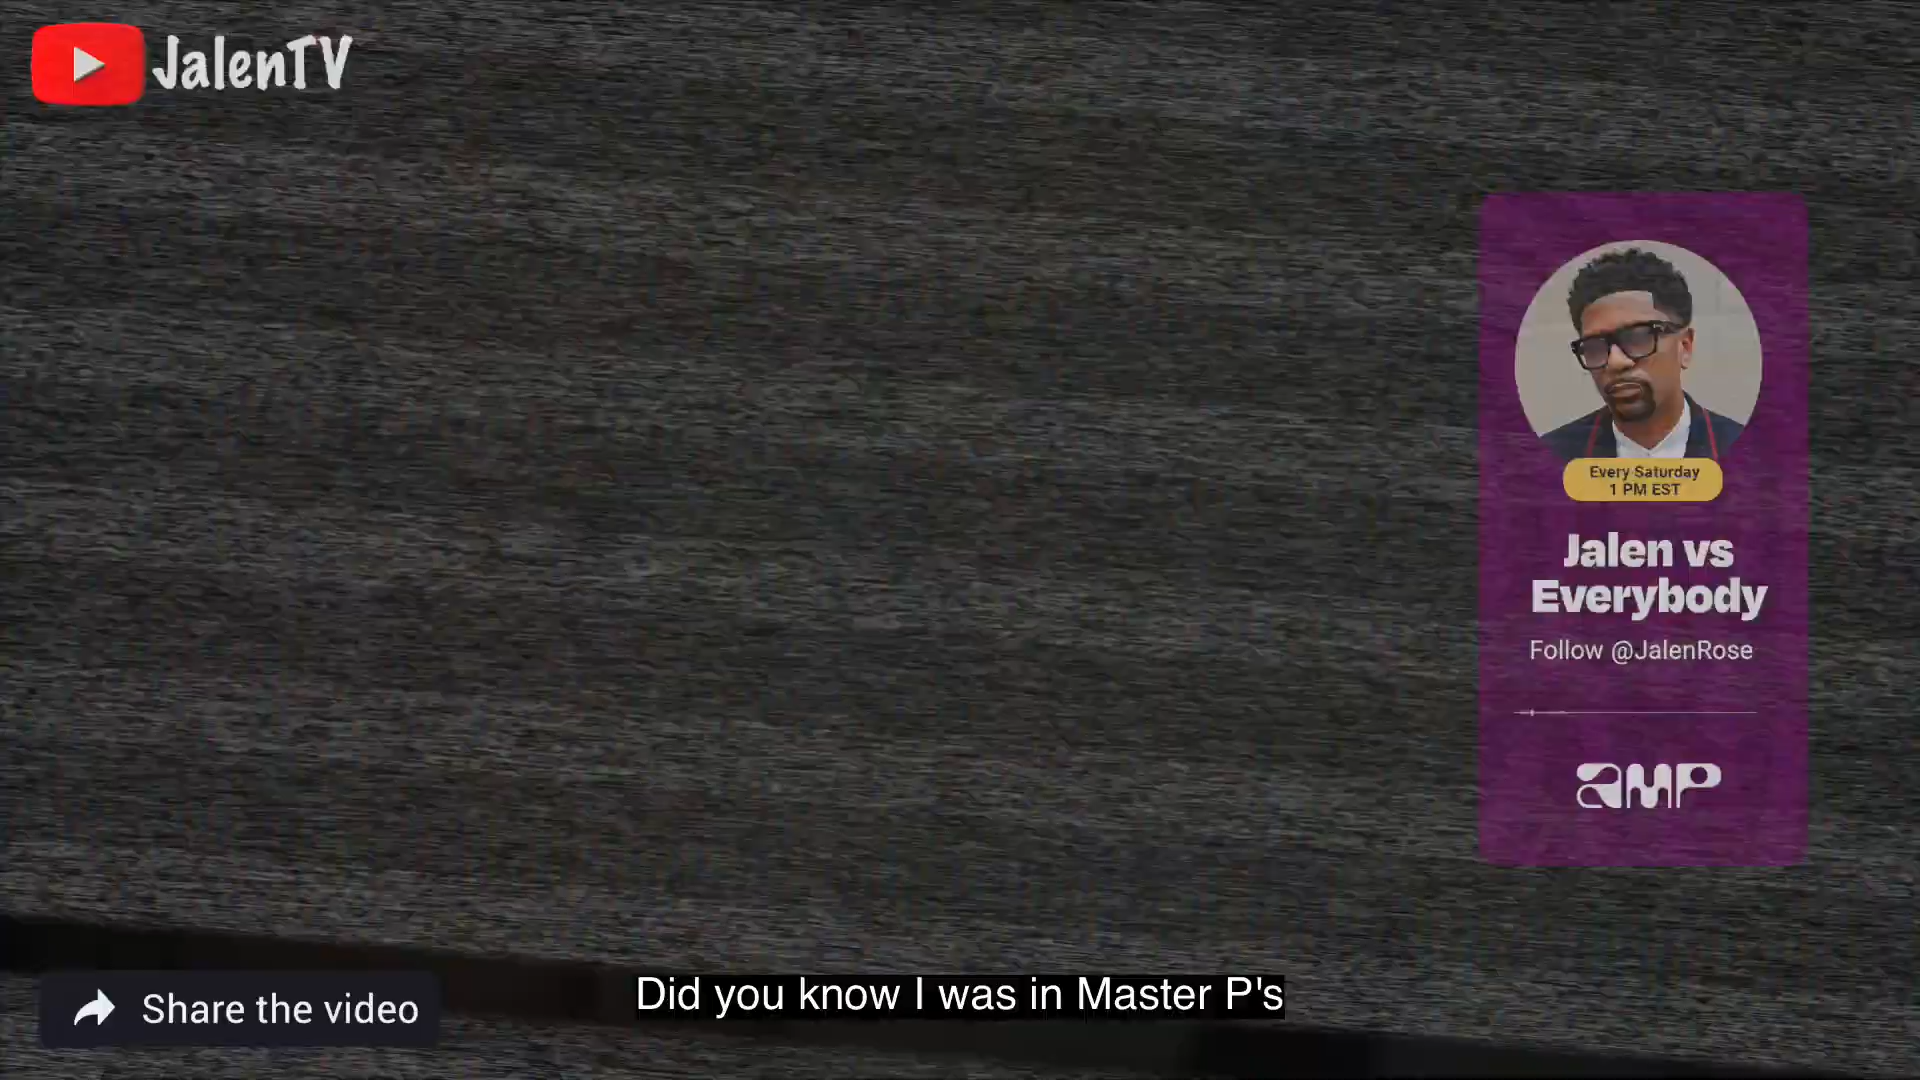 JalenTV
Every Saturday
1 PM EST
Jalen vs
Everybody
Follow @JalenRose
amp
Share the video
Did you know I was in Master P's